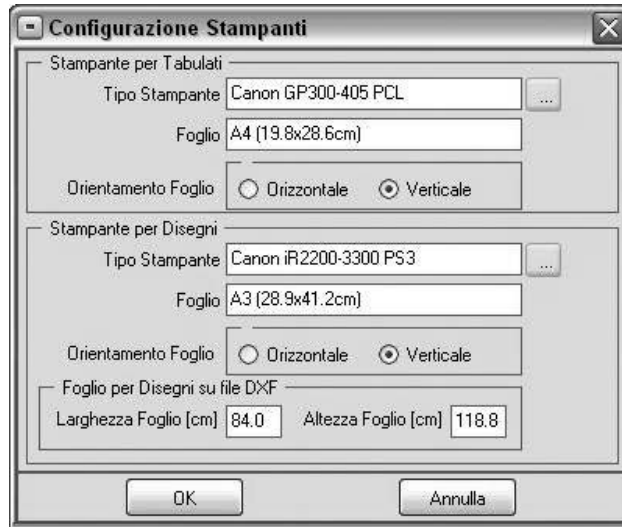 Configurazione Stampanti
Stampante per Tabulati
Tipo Stampante Canon GP300-405 PCL ...
Foglio A4 (19.8x28.6cm)
Orientamento Foglio Orizzontale Verticale
Stampante per Disegni
Tipo Stampante Canon iR2200-3300 PS3 ...
Foglio A3 (28.9x41.2cm)
Orientamento Foglio Orizzontale Verticale
Foglio per Disegni su file DXF
Larghezza Foglio [cm] 84.0 Altezza Foglio [cm] 118.8
OK Annulla